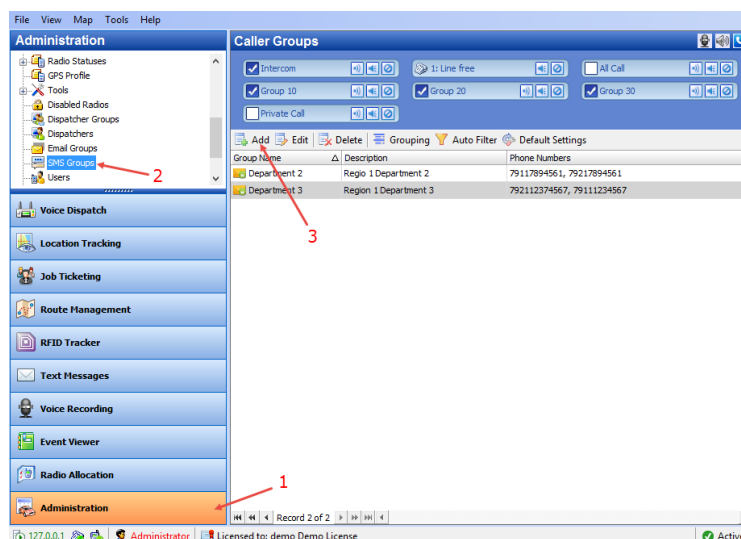 File View Map Tools Help
Administration
Radio Statuses
GPS Profile
Tools
Disabled Radios
Dispatcher Groups
Dispatchers
Email Groups
SMS Groups
Users
2
Voice Dispatch
Location Tracking
Job Ticketing
Route Management
RFID Tracker
Text Messages
Voice Recording
Event Viewer
Radio Allocation
Administration
1
Caller Groups
Intercom 1: Line free All Call
Group 10 Group 20 Group 30
Private Call
Add Edit Delete Grouping Auto Filter Default Settings
Group Name Description Phone Numbers
Department 2 Regio 1 Department 2 79117894561, 79217894561
Department 3 Region 1 Department 3 792112374567, 79111234567
3
Record 2 of 2
127.0.0.1 Administrator Licensed to: demo Demo License Active